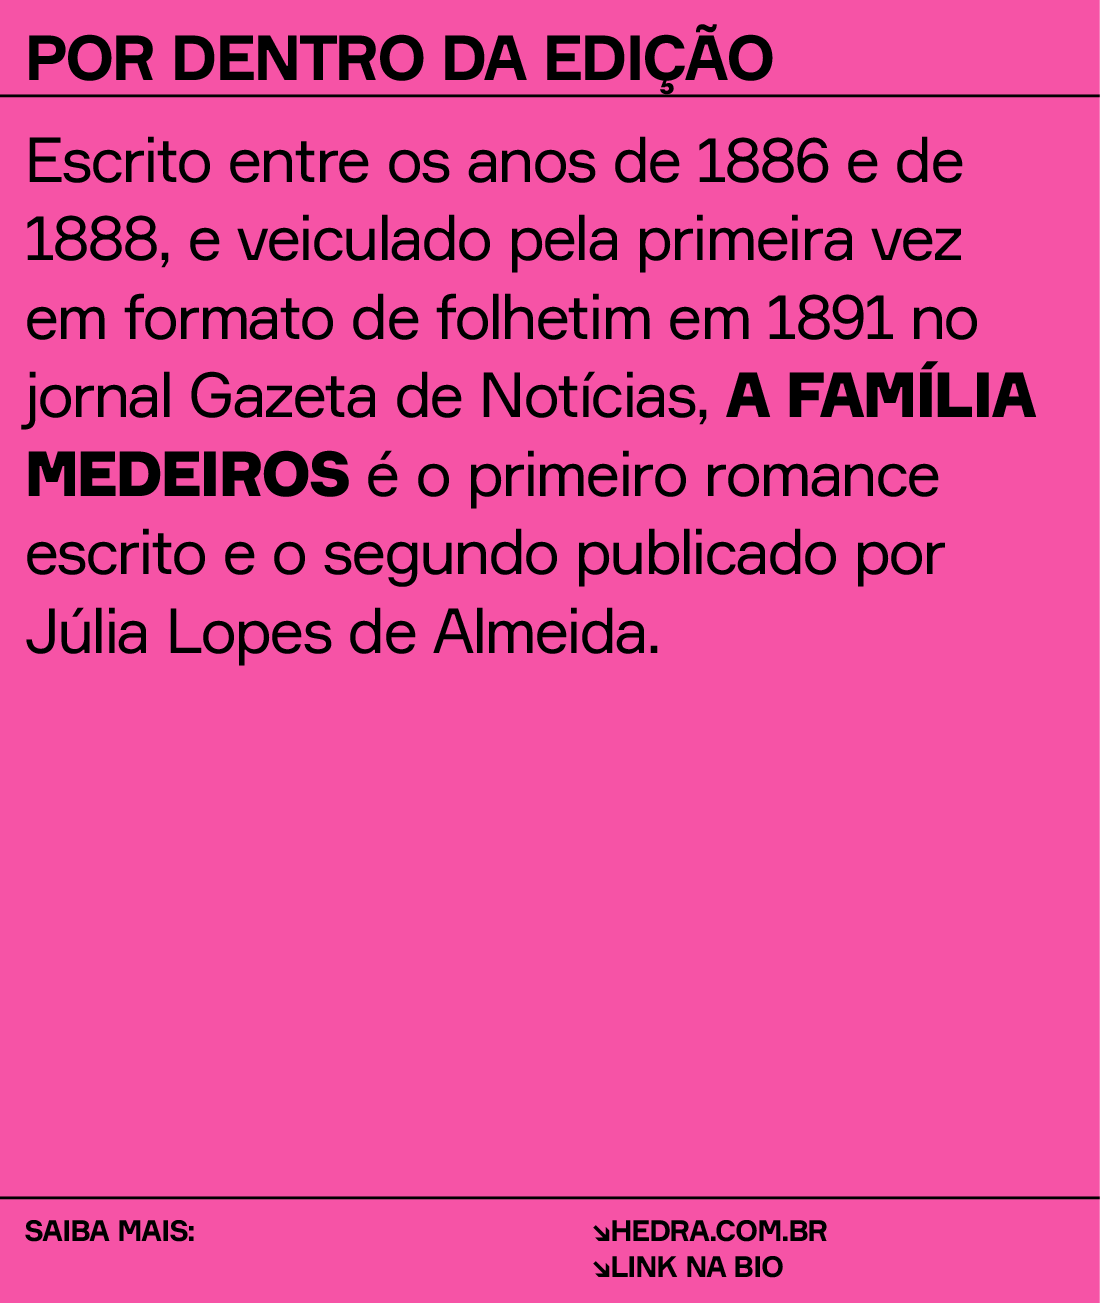 POR DENTRO DA EDIÇÃO
Escrito entre os anos de 1886 e de
1888, e veiculado pela primeira vez
em formato de folhetim em 1891 no
jornal Gazeta de Notícias, A FAMÍLIA
MEDEIROS é o primeiro romance
escrito e o segundo publicado por
Júlia Lopes de Almeida.
SAIBA MAIS:
↘HEDRA.COM.BR
↘LINK NA BIO